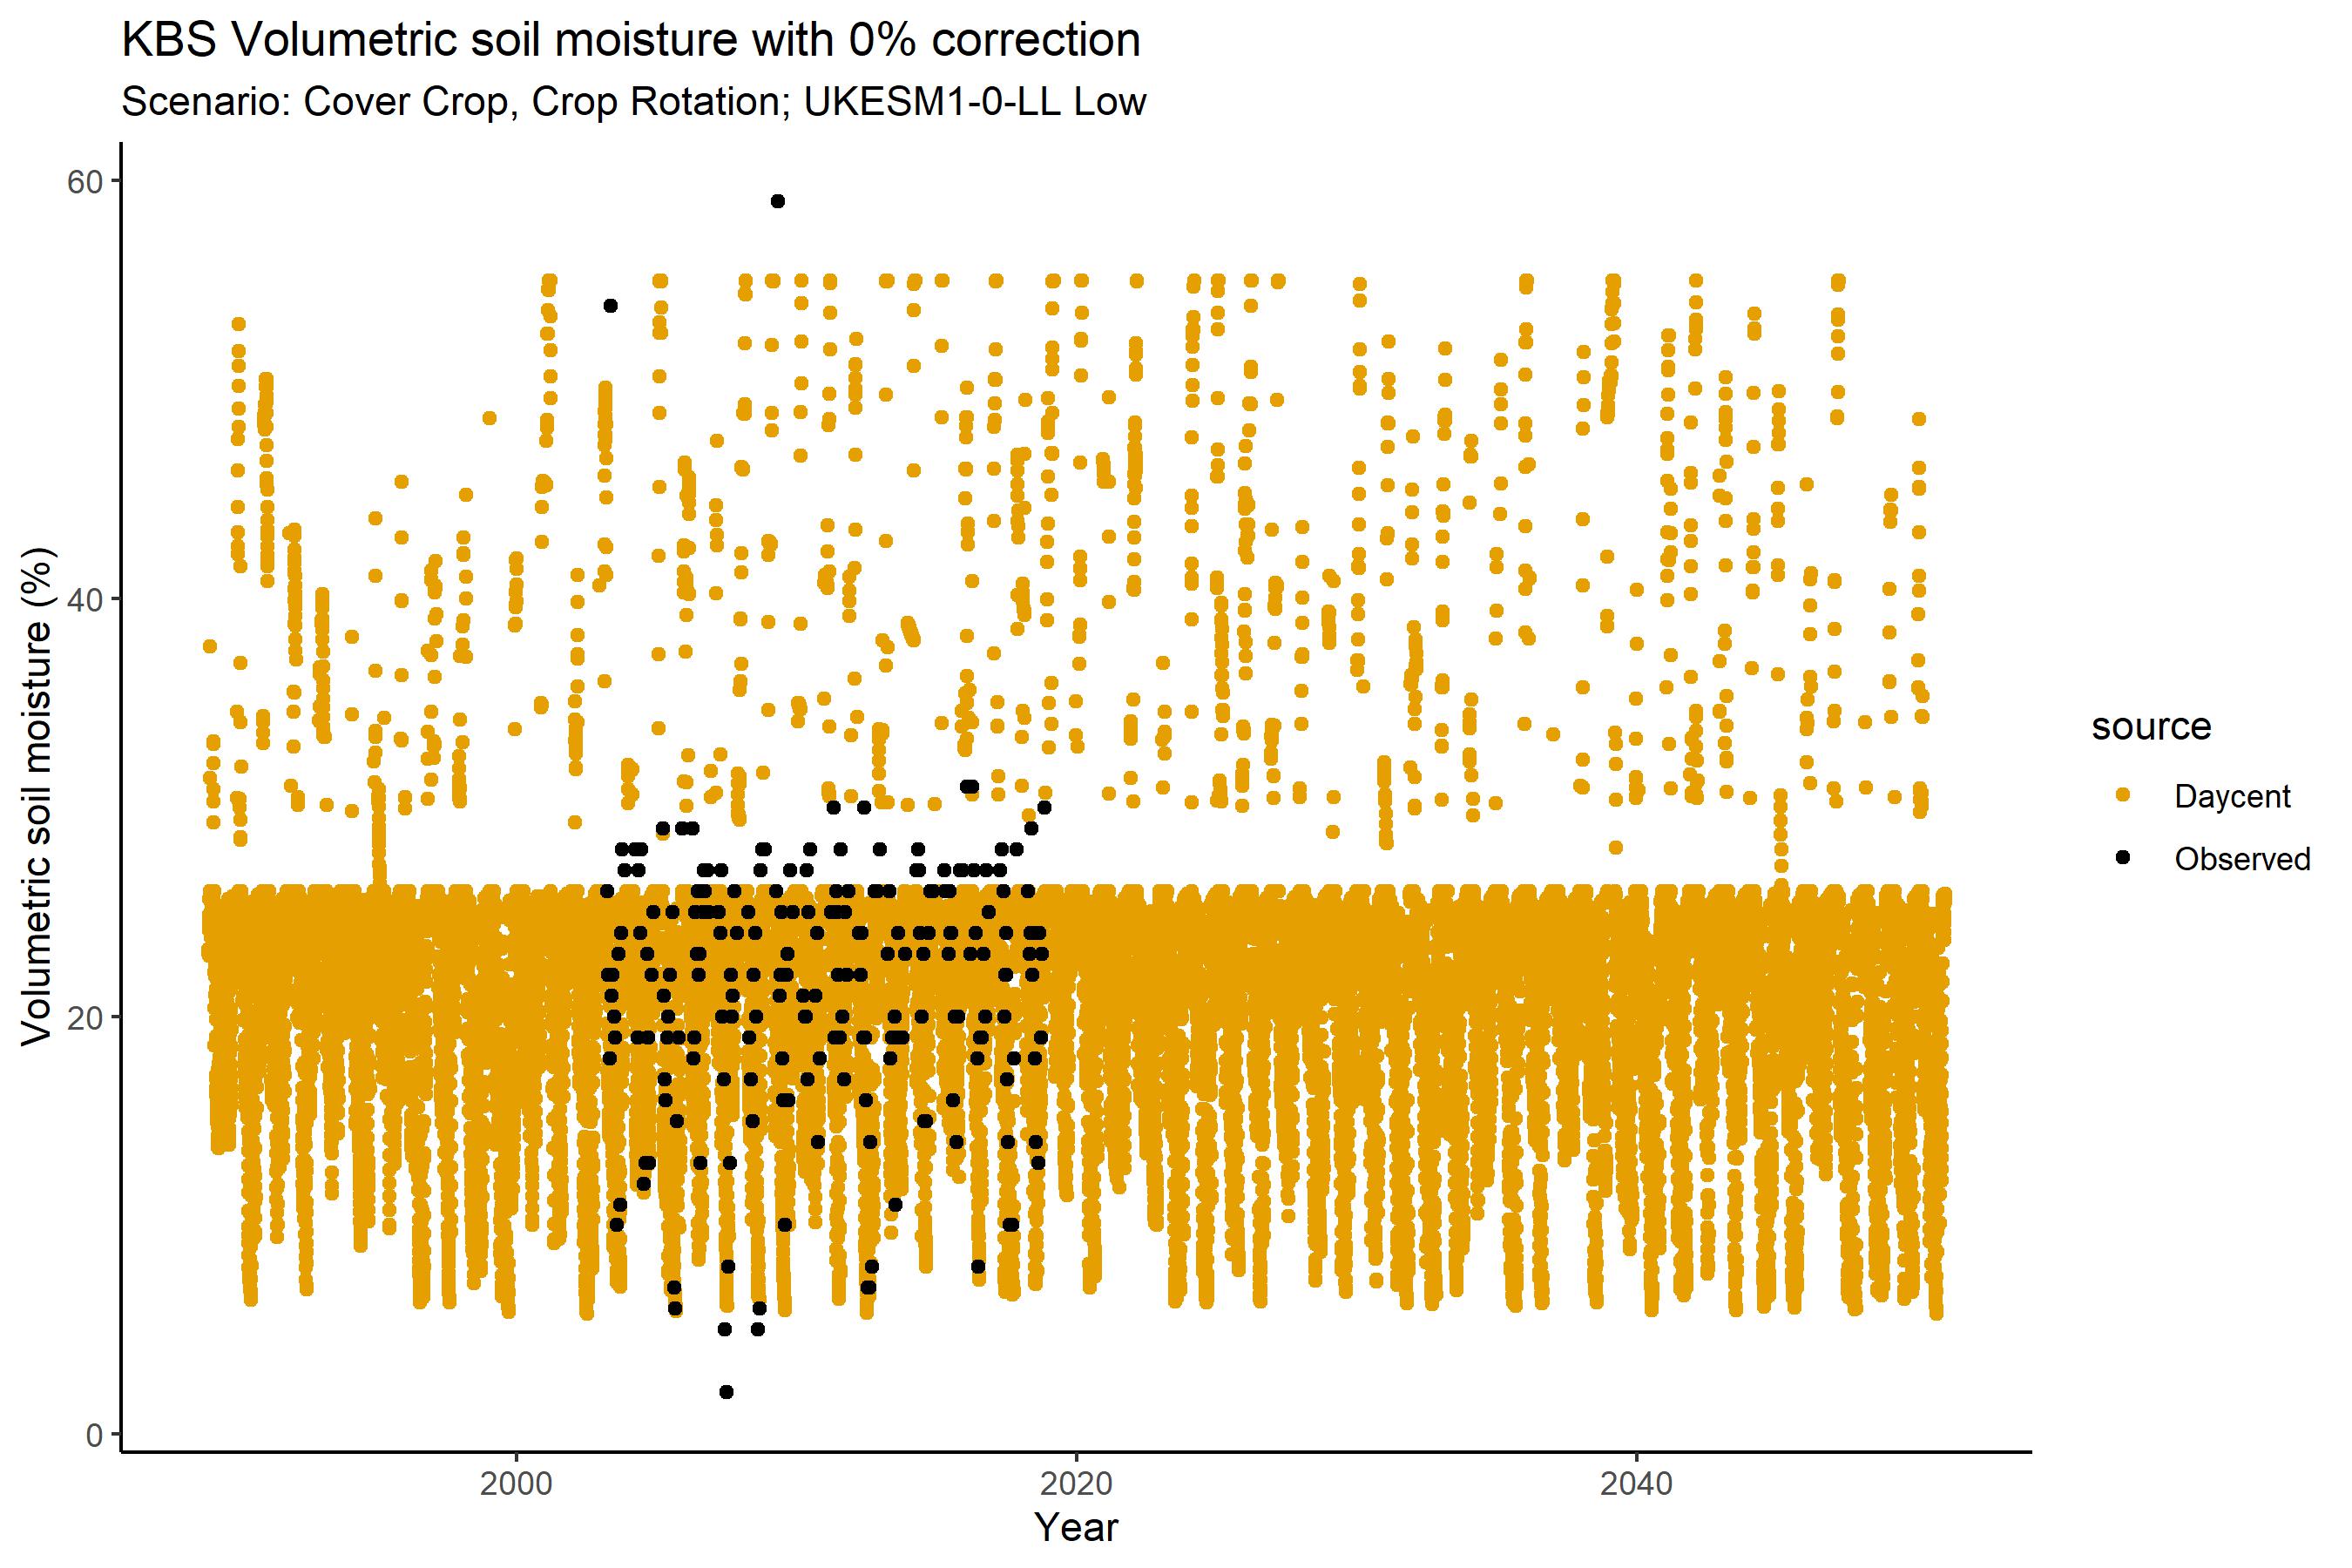 KBS Volumetric soil moisture with 0% correction
Scenario: Cover Crop, Crop Rotation; UKESM1-0-LL Low
60
40
20
0
Volumetric soil moisture (%)
2000
2020
2040
Year
source
Daycent
Observed